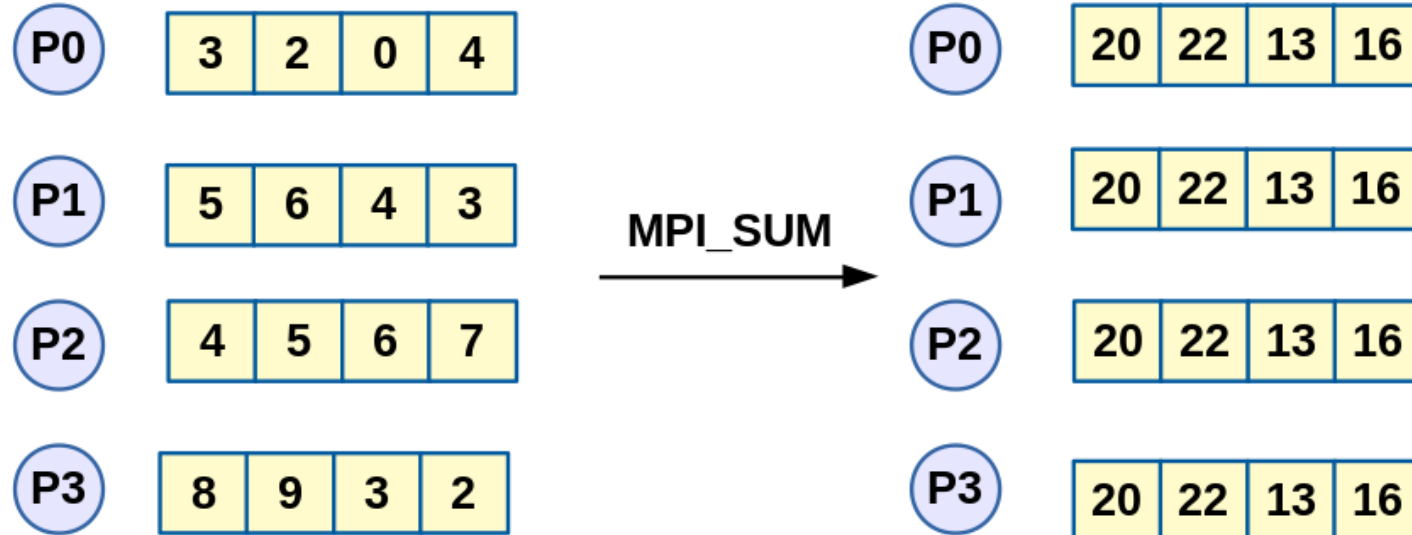 P0 3 2 0 4 P0 20 22 13 16
P1 5 6 4 3 P1 20 22 13 16
MPI_SUM
P2 4 5 6 7 P2 20 22 13 16
P3 8 9 3 2 P3 20 22 13 16